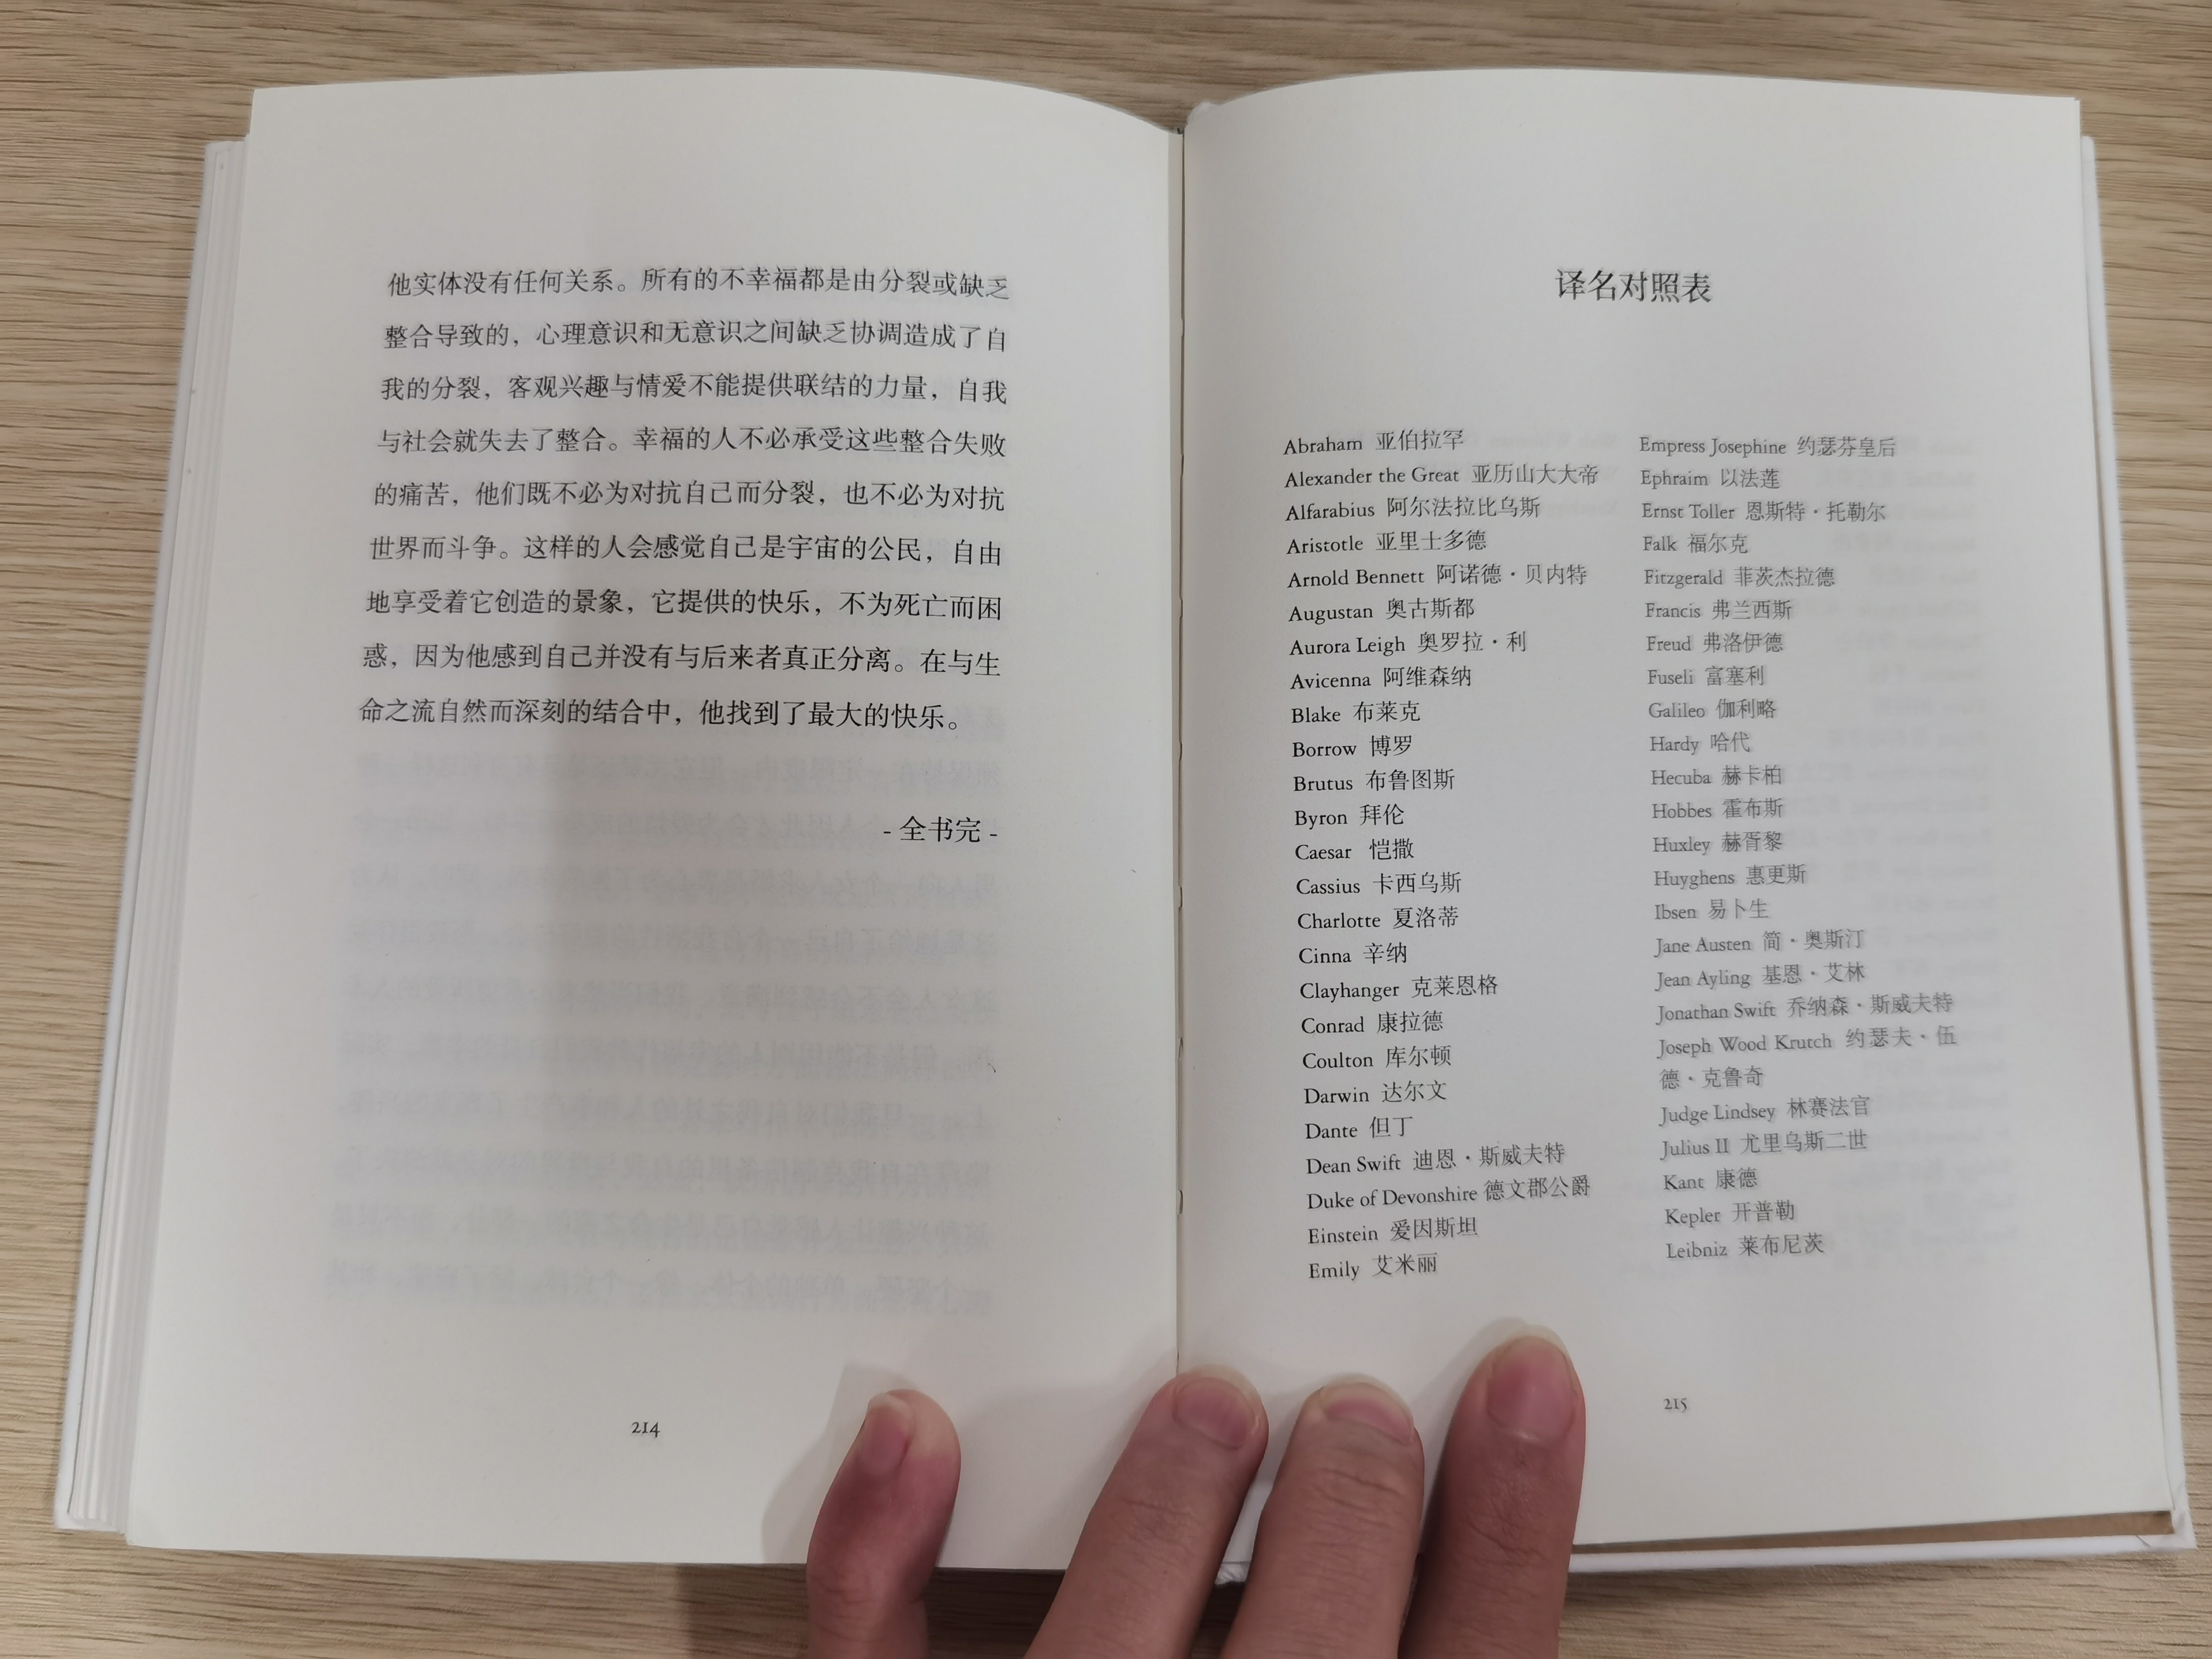 他实体没有任何关系。所有的不幸福都是由分裂或缺乏
整合导致的，心理意识和无意识之间缺乏协调造成了自
我的分裂，客观兴趣与情爱不能提供联结的力量，自我
与社会就失去了整合。幸福的人不必承受这些整合失败
的痛苦，他们既不必为对抗自己而分裂，也不必为对抗
世界而斗争。这样的人会感觉自己是宇宙的公民，自由
地享受着它创造的景象，它提供的快乐，不为死亡而困
惑，因为他感到自己并没有与后来者真正分离。在与生
命之流自然而深刻的结合中，他找到了最大的快乐。
- 全书完 -
214
译名对照表
Abraham 亚伯拉罕
Alexander the Great 亚历山大大帝
Alfarabius 阿尔法拉比乌斯
Aristotle 亚里士多德
Arnold Bennett 阿诺德·贝内特
Augustan 奥古斯都
Aurora Leigh 奥罗拉·利
Avicenna 阿维森纳
Blake 布莱克
Borrow 博罗
Brutus 布鲁图斯
Byron 拜伦
Caesar 恺撒
Cassius 卡西乌斯
Charlotte 夏洛蒂
Cinna 辛纳
Clayhanger 克莱恩格
Conrad 康拉德
Coulton 库尔顿
Darwin 达尔文
Dante 但丁
Dean Swift 迪恩·斯威夫特
Duke of Devonshire 德文郡公爵
Einstein 爱因斯坦
Emily 艾米丽
Empress Josephine 约瑟芬皇后
Ephraim 以法莲
Ernst Toller 恩斯特·托勒尔
Falk 福尔克
Fitzgerald 菲茨杰拉德
Francis 弗兰西斯
Freud 弗洛伊德
Fuseli 富塞利
Galileo 伽利略
Hardy 哈代
Hecuba 赫卡柏
Hobbes 霍布斯
Huxley 赫胥黎
Huyghens 惠更斯
Ibsen 易卜生
Jane Austen 简·奥斯汀
Jean Ayling 基恩·艾林
Jonathan Swift 乔纳森·斯威夫特
Joseph Wood Krutch 约瑟夫·伍
德·克鲁奇
Judge Lindsey 林赛法官
Julius II 尤里乌斯二世
Kant 康德
Kepler 开普勒
Leibniz 莱布尼茨
215